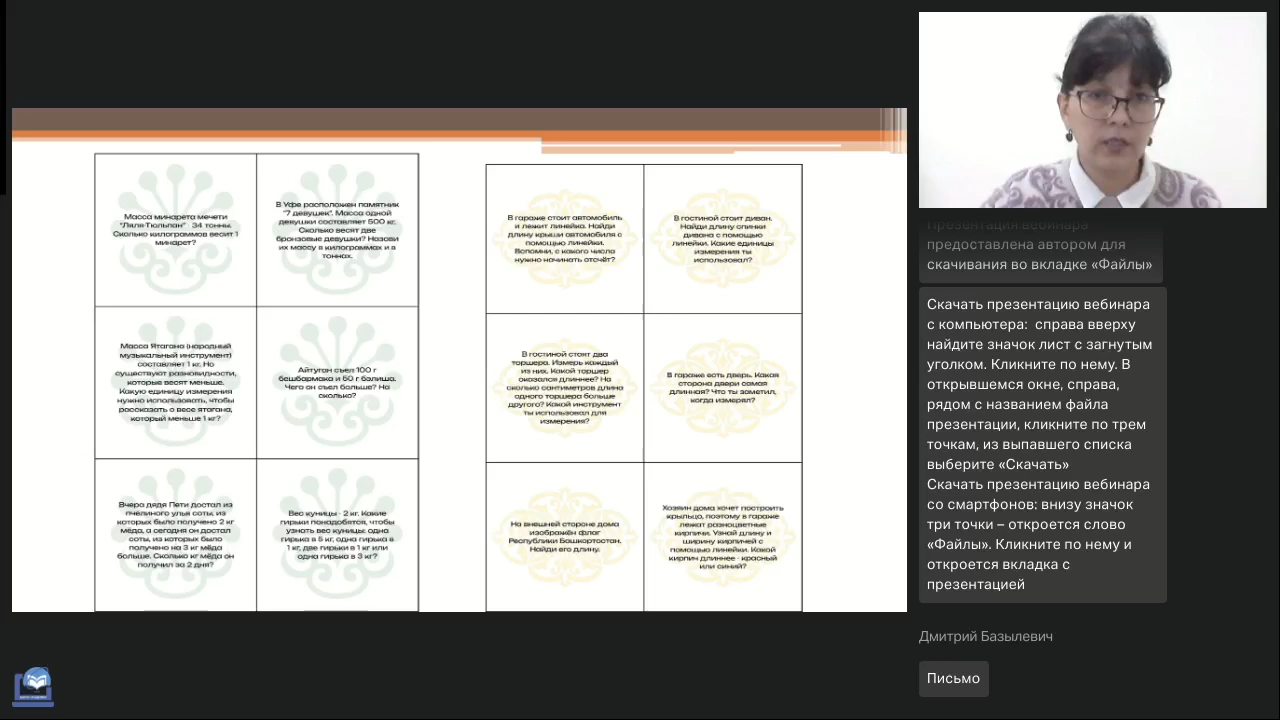 Масса минарета мечети
"Ляля-Тюльпан" 34 тонны.
Сколько килограммов весит 1
минарет?
В Уфе расположен памятник
"7 девушек". Масса одной
девушки составляет 500 кг.
Сколько весят две
бронзовые девушки? Назови
их массу в килограммах и в
тоннах.
Масса Ятагана (народный
музыкальный инструмент)
составляет 1 кг. Но
существуют разновидности,
которые весят меньше.
Какую единицу измерения
нужно использовать, чтобы
рассказать о весе ятагана,
который меньше 1 кг?
Айтуган съел 100 г
бешбармака и 50 г бэлиша.
Чего он съел больше? На
сколько?
Вчера дядя Пети достал из
пчелиного улья соты, из
которых было получено 2 кг
мёда, а сегодня он достал
соты, из которых было
получено на 3 кг мёда
больше. Сколько кг мёда он
получил за 2 дня?
Вес куницы - 2 кг. Какие
гирьки понадобятся, чтобы
узнать вес куницы: одна
гирька в 5 кг, одна гирька в
1 кг, две гирьки в 1 кг или
одна гирька в 3 кг?
В гараже стоит автомобиль
и лежит линейка. Найди
длину крыши автомобиля с
помощью линейки.
Вспомни, с какого числа
нужно начинать отсчёт?
В гостиной стоит диван.
Найди длину спинки
дивана с помощью
линейки. Какие единицы
измерения ты
использовал?
В гостиной стоят два
торшера. Измерь каждый
из них. Какой торшер
оказался длиннее? На
сколько сантиметров длина
одного торшера больше
другого? Какой инструмент
ты использовал для
измерения?
В гараже есть дверь. Какая
сторона двери самая
длинная? Что ты заметил,
когда измерял?
На внешней стороне дома
изображён флаг
Республики Башкортостан.
Найди его длину.
Хозяин дома хочет построить
крыльцо, поэтому в гараже
лежат разноцветные
кирпичи. Узнай длину и
ширину кирпичей с
помощью линейки. Какой
кирпич длиннее - красный
или синий?
Презентация вебинара
предоставлена автором для
скачивания во вкладке «Файлы»
Скачать презентацию вебинара
с компьютера: справа вверху
найдите значок лист с загнутым
уголком. Кликните по нему. В
открывшемся окне, справа,
рядом с названием файла
презентации, кликните по трем
точкам, из выпавшего списка
выберите «Скачать»
Скачать презентацию вебинара
со смартфонов: внизу значок
три точки – откроется слово
«Файлы». Кликните по нему и
откроется вкладка с
презентацией
Дмитрий Базылевич
Письмо